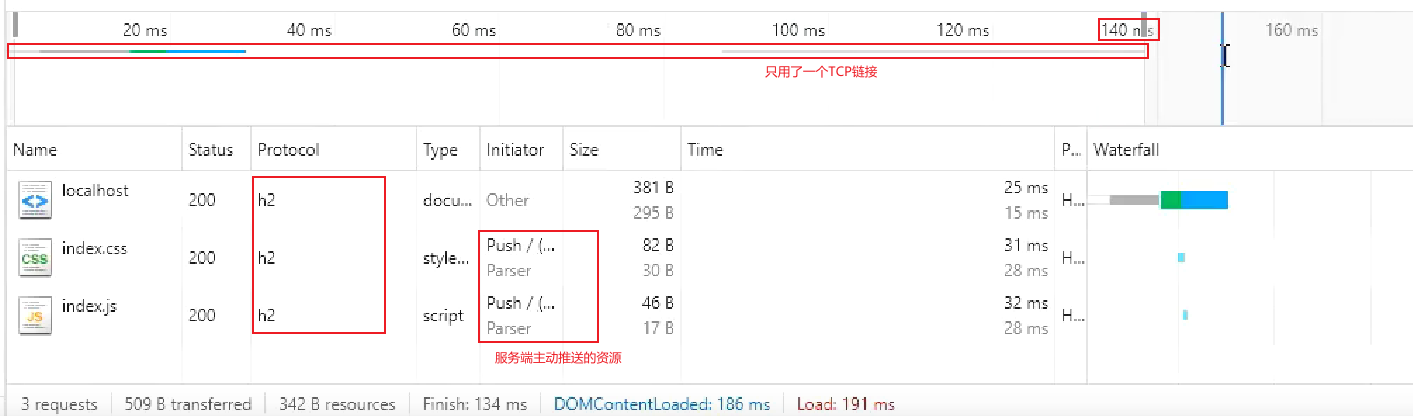 20 ms 40 ms 60 ms 80 ms 100 ms 120 ms 140 ms 160 ms
只用了一个TCP链接
Name Status Protocol Type Initiator Size Time P... Waterfall
localhost 200 h2 docu... Other 381 B 295 B 25 ms 15 ms H...
index.css 200 h2 style... Push / (... Parser 82 B 30 B 31 ms 28 ms H...
CSS
index.js 200 h2 script Push / (... Parser 46 B 17 B 32 ms 28 ms H...
JS
服务端主动推送的资源
3 requests 509 B transferred 342 B resources Finish: 134 ms DOMContentLoaded: 186 ms Load: 191 ms